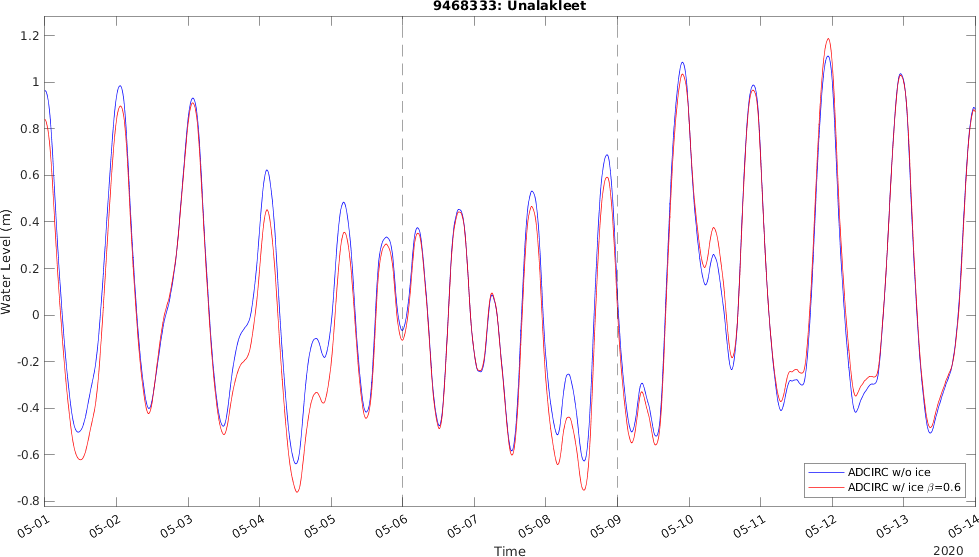 9468333: Unalakleet
Water Level (m)
1.2
1
0.8
0.6
0.4
0.2
0
-0.2
-0.4
-0.6
-0.8
05-01 05-02 05-03 05-04 05-05 05-06 05-07 05-08 05-09 05-10 05-11 05-12 05-13 05-14
Time
2020
ADCIRC w/o ice
ADCIRC w/ ice β=0.6